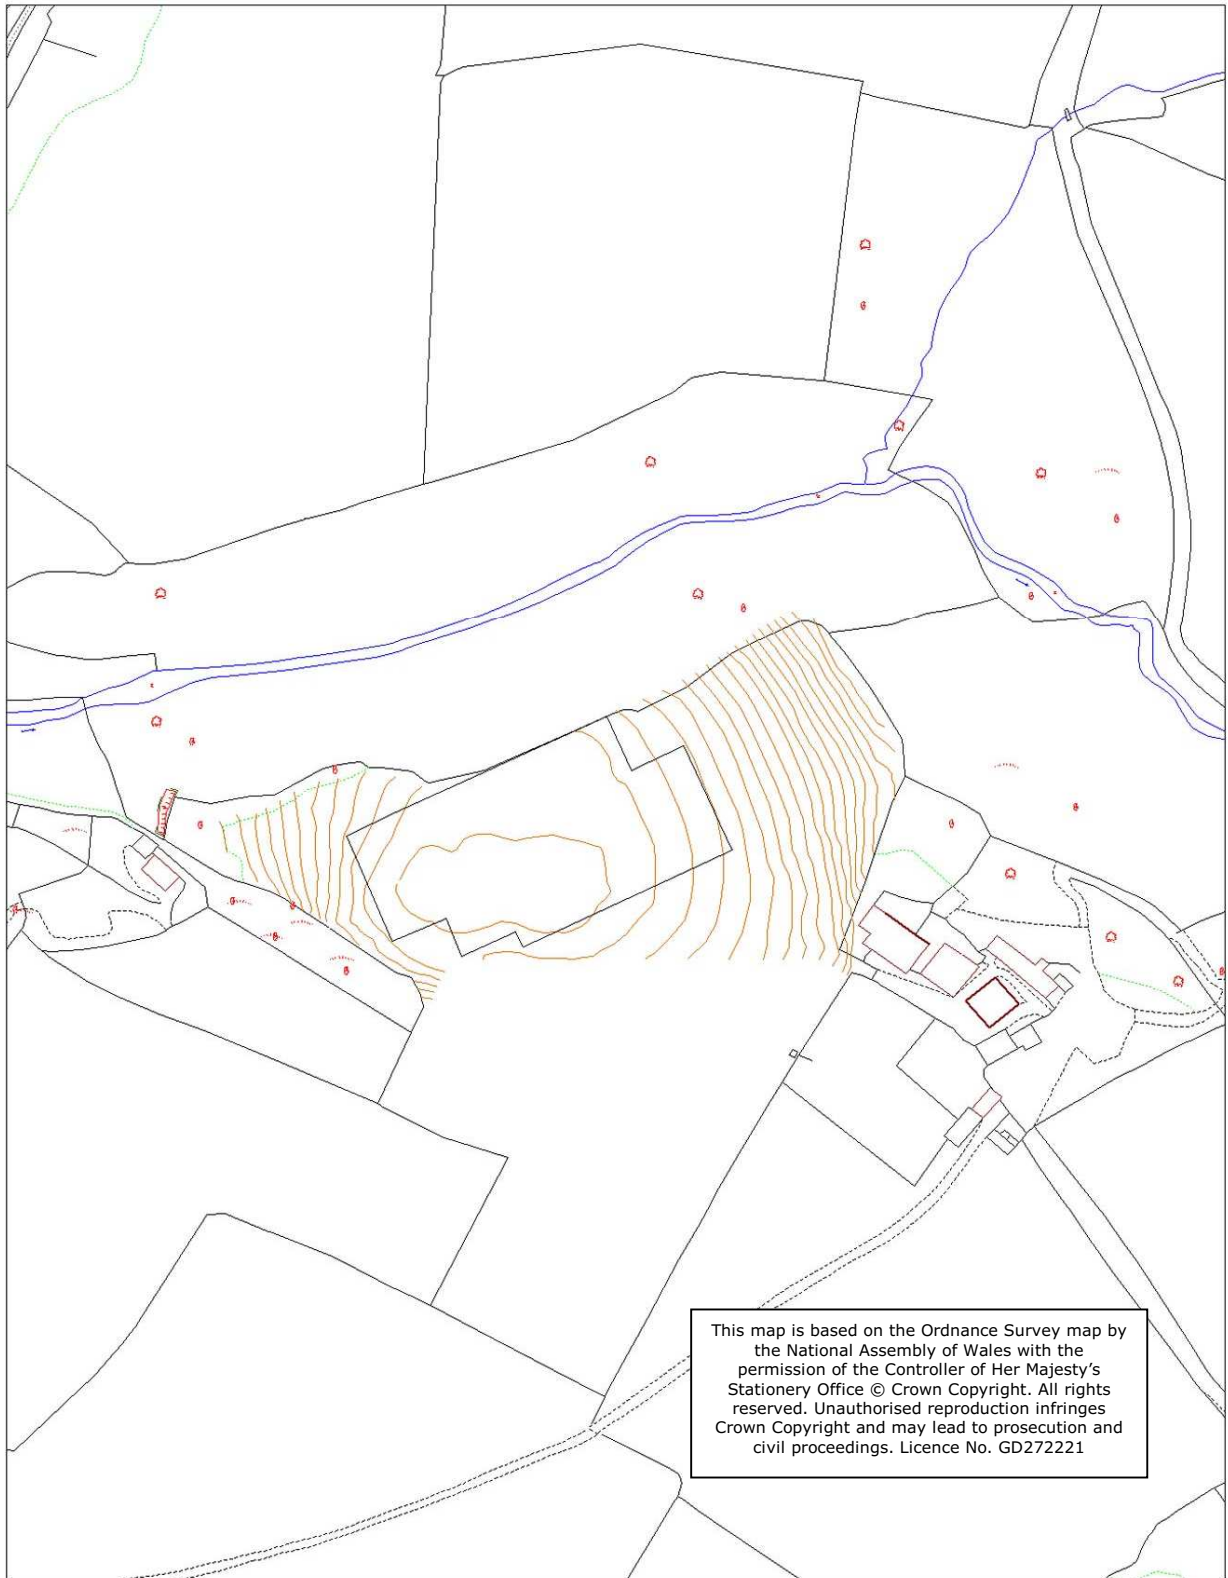 This map is based on the Ordnance Survey map by
the National Assembly of Wales with the
permission of the Controller of Her Majesty’s
Stationery Office © Crown Copyright. All rights
reserved. Unauthorised reproduction infringes
Crown Copyright and may lead to prosecution and
civil proceedings. Licence No. GD272221